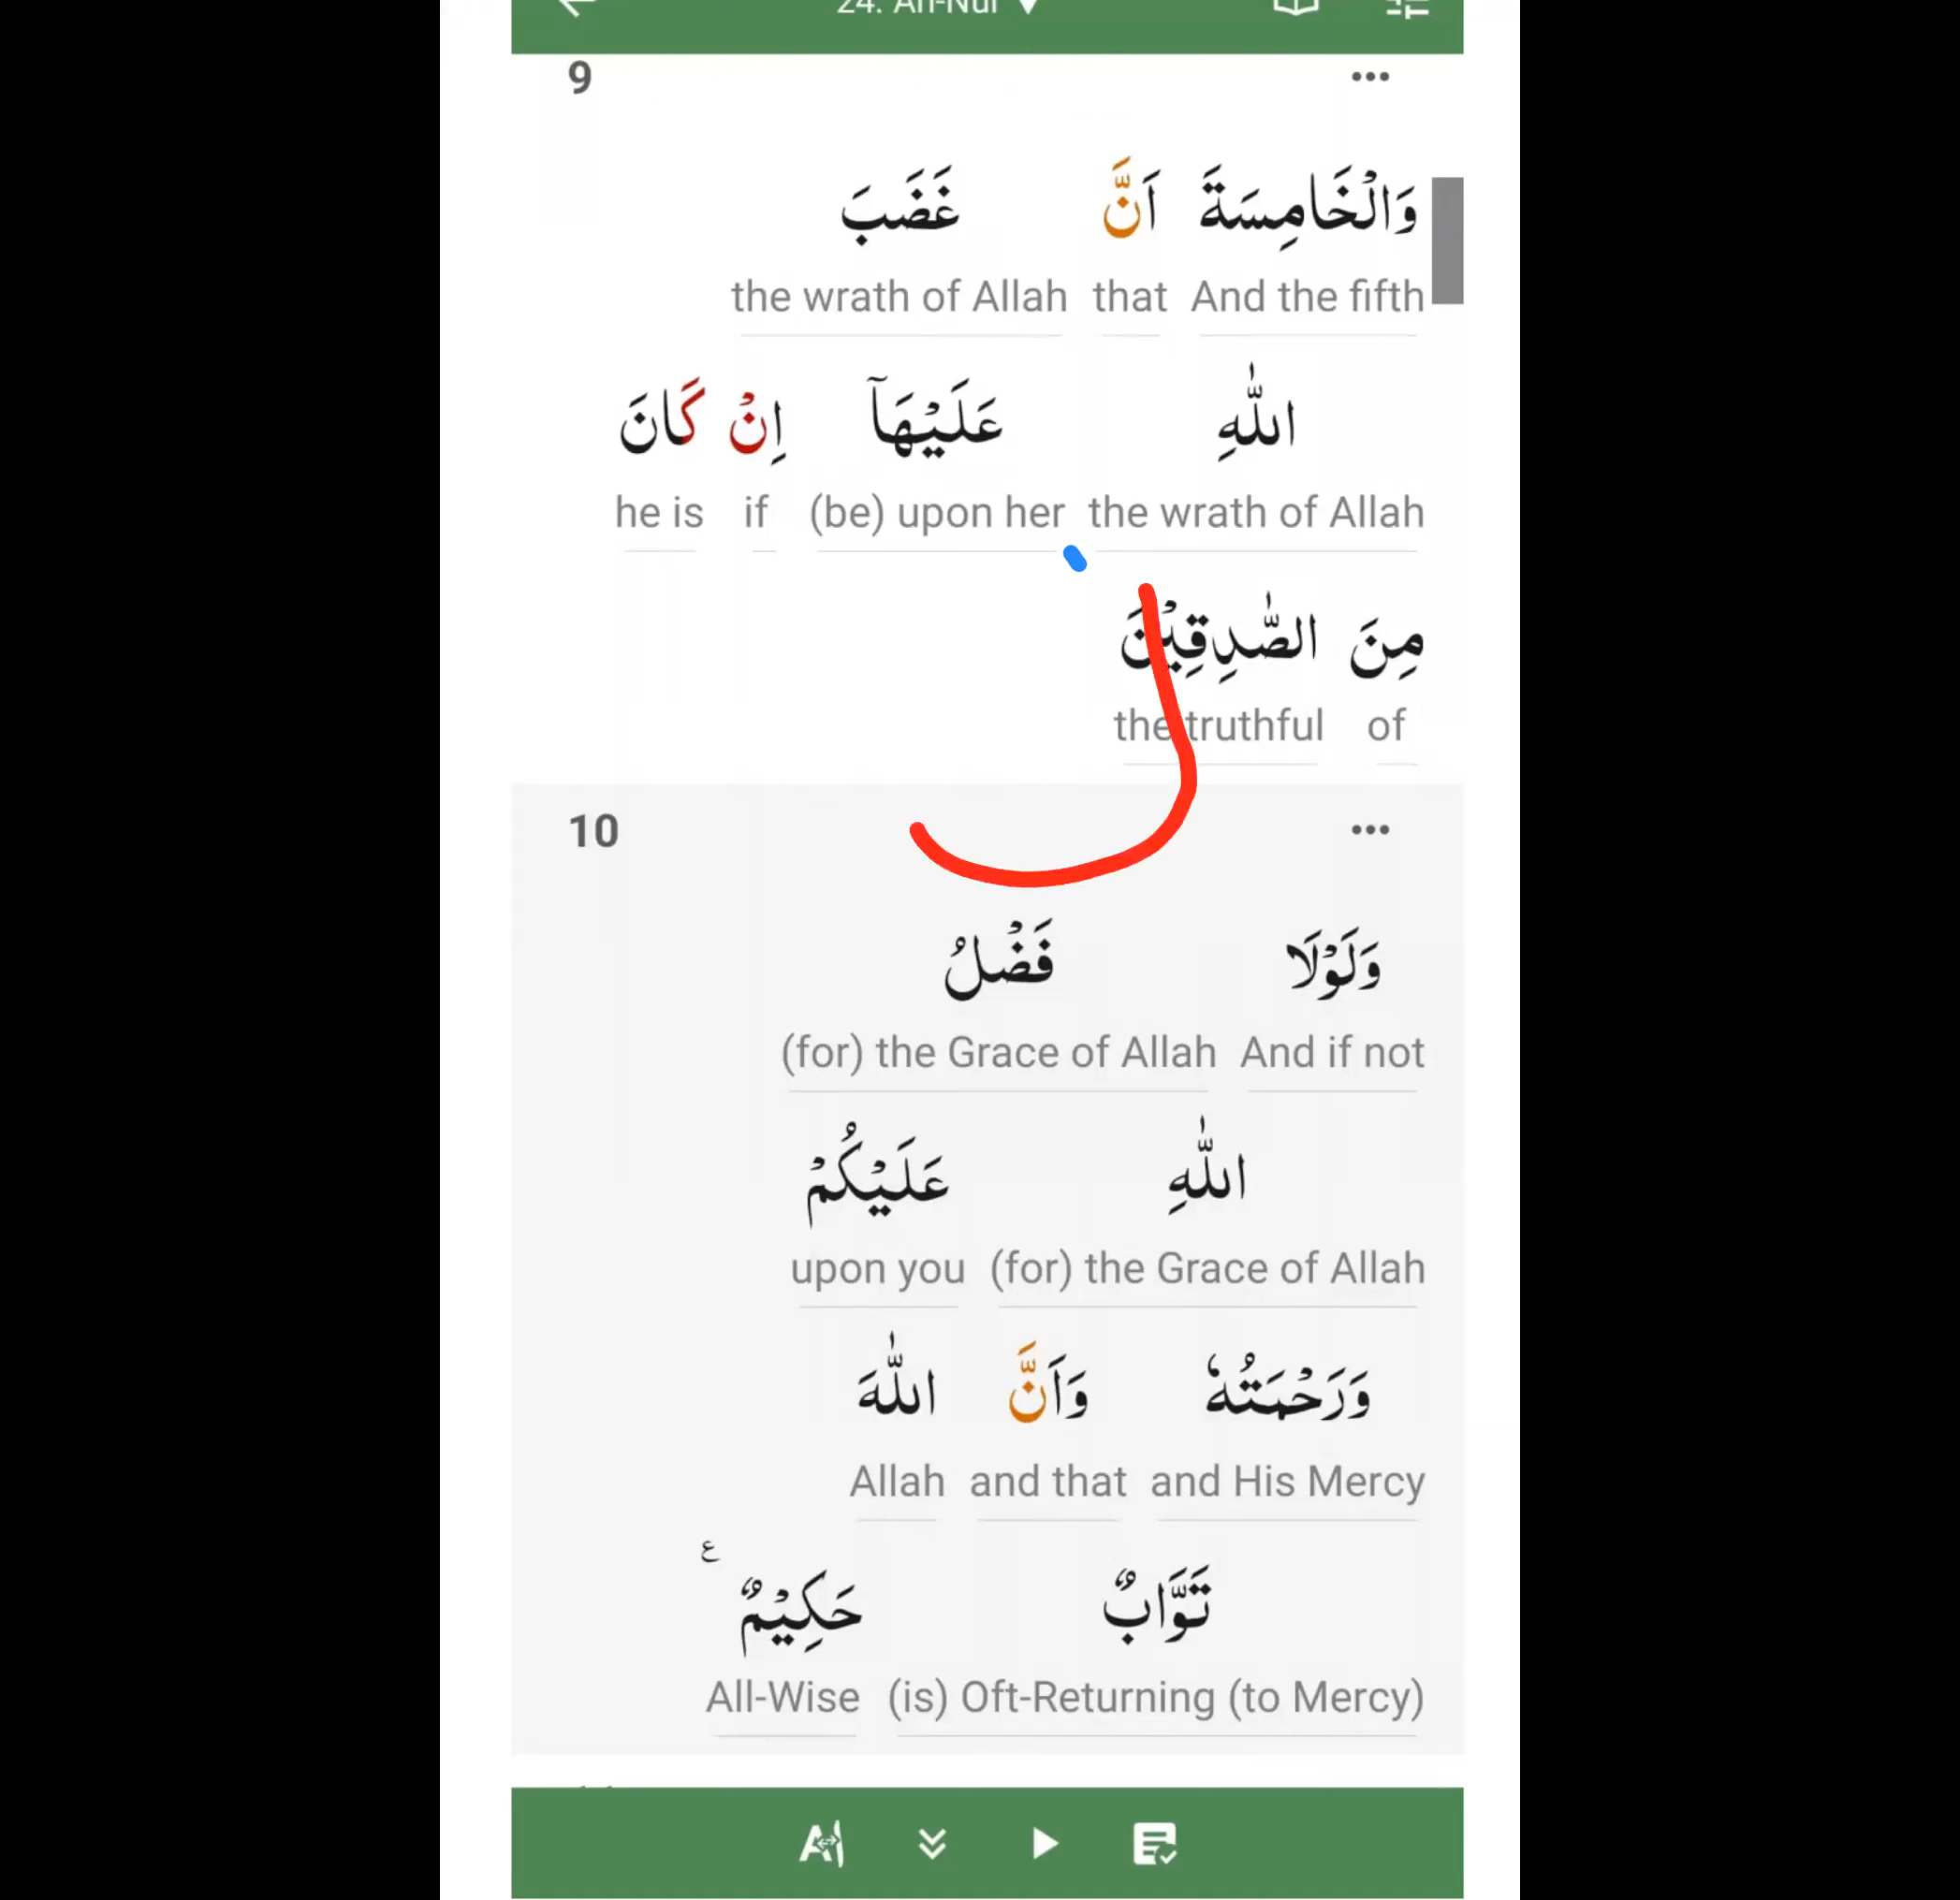 24. An-Nur ▼
9
وَالْخَامِسَةَ اَنَّ غَضَبَ
the wrath of Allah that And the fifth
اللّٰهِ عَلَيْهَاۤ اِنْ كَانَ
he is if (be) upon her the wrath of Allah
مِنَ الصّٰدِقِيْنَ
the truthful of
10
وَلَوْلَا فَضْلُ
(for) the Grace of Allah And if not
اللّٰهِ عَلَيْكُمْ
upon you (for) the Grace of Allah
وَرَحْمَتُهٗ وَاَنَّ اللّٰهَ
Allah and that and His Mercy
تَوَّابٌ حَكِيْمٌ ع
All-Wise (is) Oft-Returning (to Mercy)